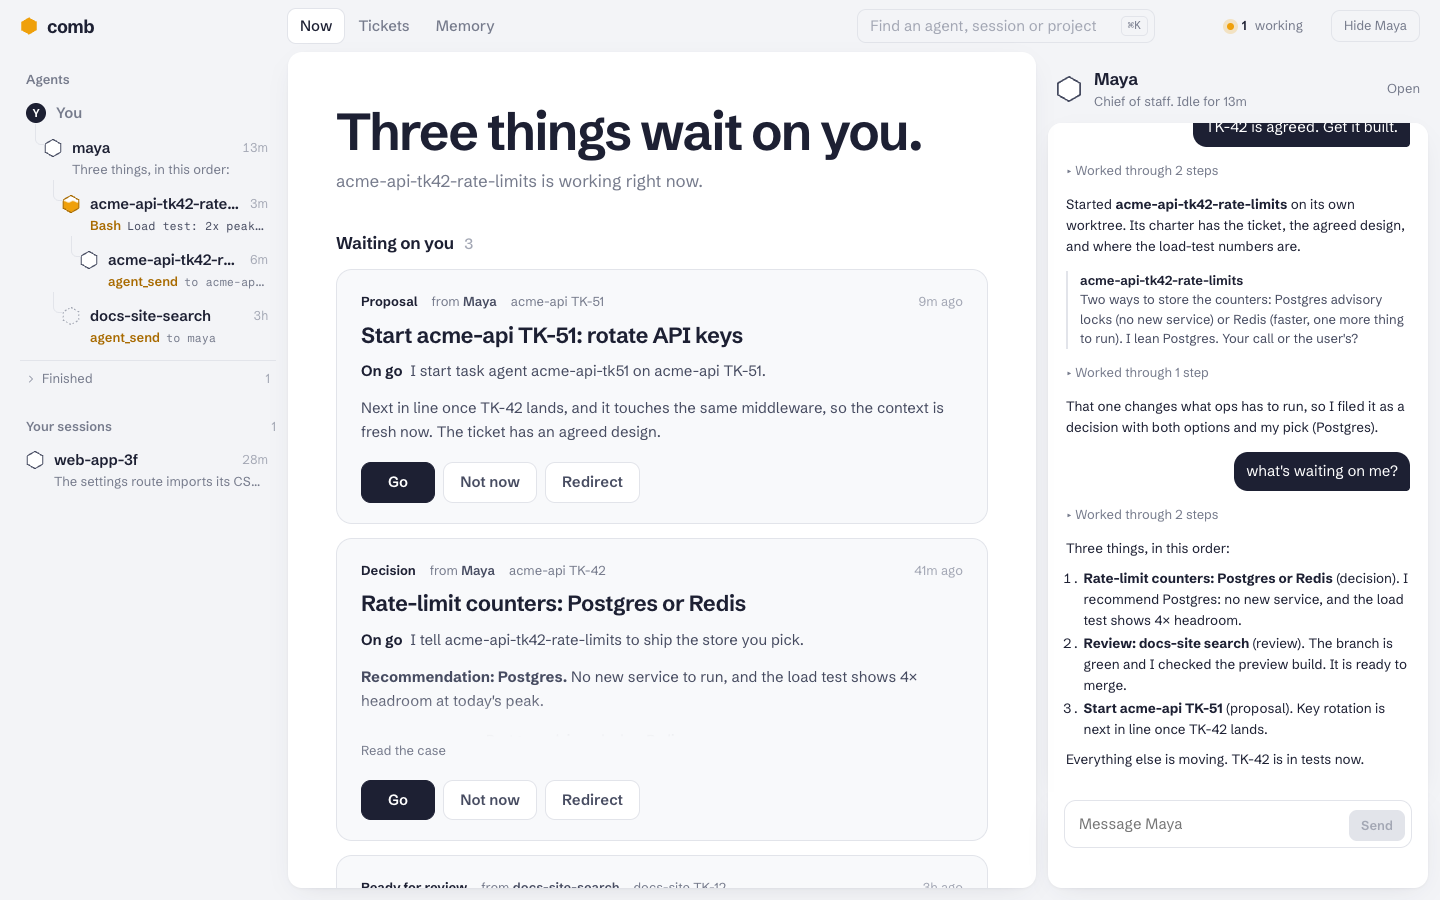 comb
Now
Tickets
Memory
Find an agent, session or project
⌘K
1 working
Hide Maya
Agents
Y You
maya 13m
Three things, in this order:
acme-api-tk42-rate... 3m
Bash Load test: 2x peak...
acme-api-tk42-r... 6m
agent_send to acme-ap...
docs-site-search 3h
agent_send to maya
Finished 1
Your sessions 1
web-app-3f 28m
The settings route imports its CS...
Three things wait on you.
acme-api-tk42-rate-limits is working right now.
Waiting on you 3
Proposal from Maya acme-api TK-51 9m ago
Start acme-api TK-51: rotate API keys
On go I start task agent acme-api-tk51 on acme-api TK-51.
Next in line once TK-42 lands, and it touches the same middleware, so the context is
fresh now. The ticket has an agreed design.
Go Not now Redirect
Decision from Maya acme-api TK-42 41m ago
Rate-limit counters: Postgres or Redis
On go I tell acme-api-tk42-rate-limits to ship the store you pick.
Recommendation: Postgres. No new service to run, and the load test shows 4×
headroom at today's peak.
Read the case
Go Not now Redirect
Ready for review from docs-site-search docs-site TK-12 3h ago
Maya
Chief of staff. Idle for 13m
Open
TK-42 is agreed. Get it built.
▸ Worked through 2 steps
Started acme-api-tk42-rate-limits on its own
worktree. Its charter has the ticket, the agreed design,
and where the load-test numbers are.
acme-api-tk42-rate-limits
Two ways to store the counters: Postgres advisory
locks (no new service) or Redis (faster, one more thing
to run). I lean Postgres. Your call or the user's?
▸ Worked through 1 step
That one changes what ops has to run, so I filed it as a
decision with both options and my pick (Postgres).
what's waiting on me?
▸ Worked through 2 steps
Three things, in this order:
1. Rate-limit counters: Postgres or Redis (decision). I
recommend Postgres: no new service, and the load
test shows 4× headroom.
2. Review: docs-site search (review). The branch is
green and I checked the preview build. It is ready to
merge.
3. Start acme-api TK-51 (proposal). Key rotation is
next in line once TK-42 lands.
Everything else is moving. TK-42 is in tests now.
Message Maya
Send